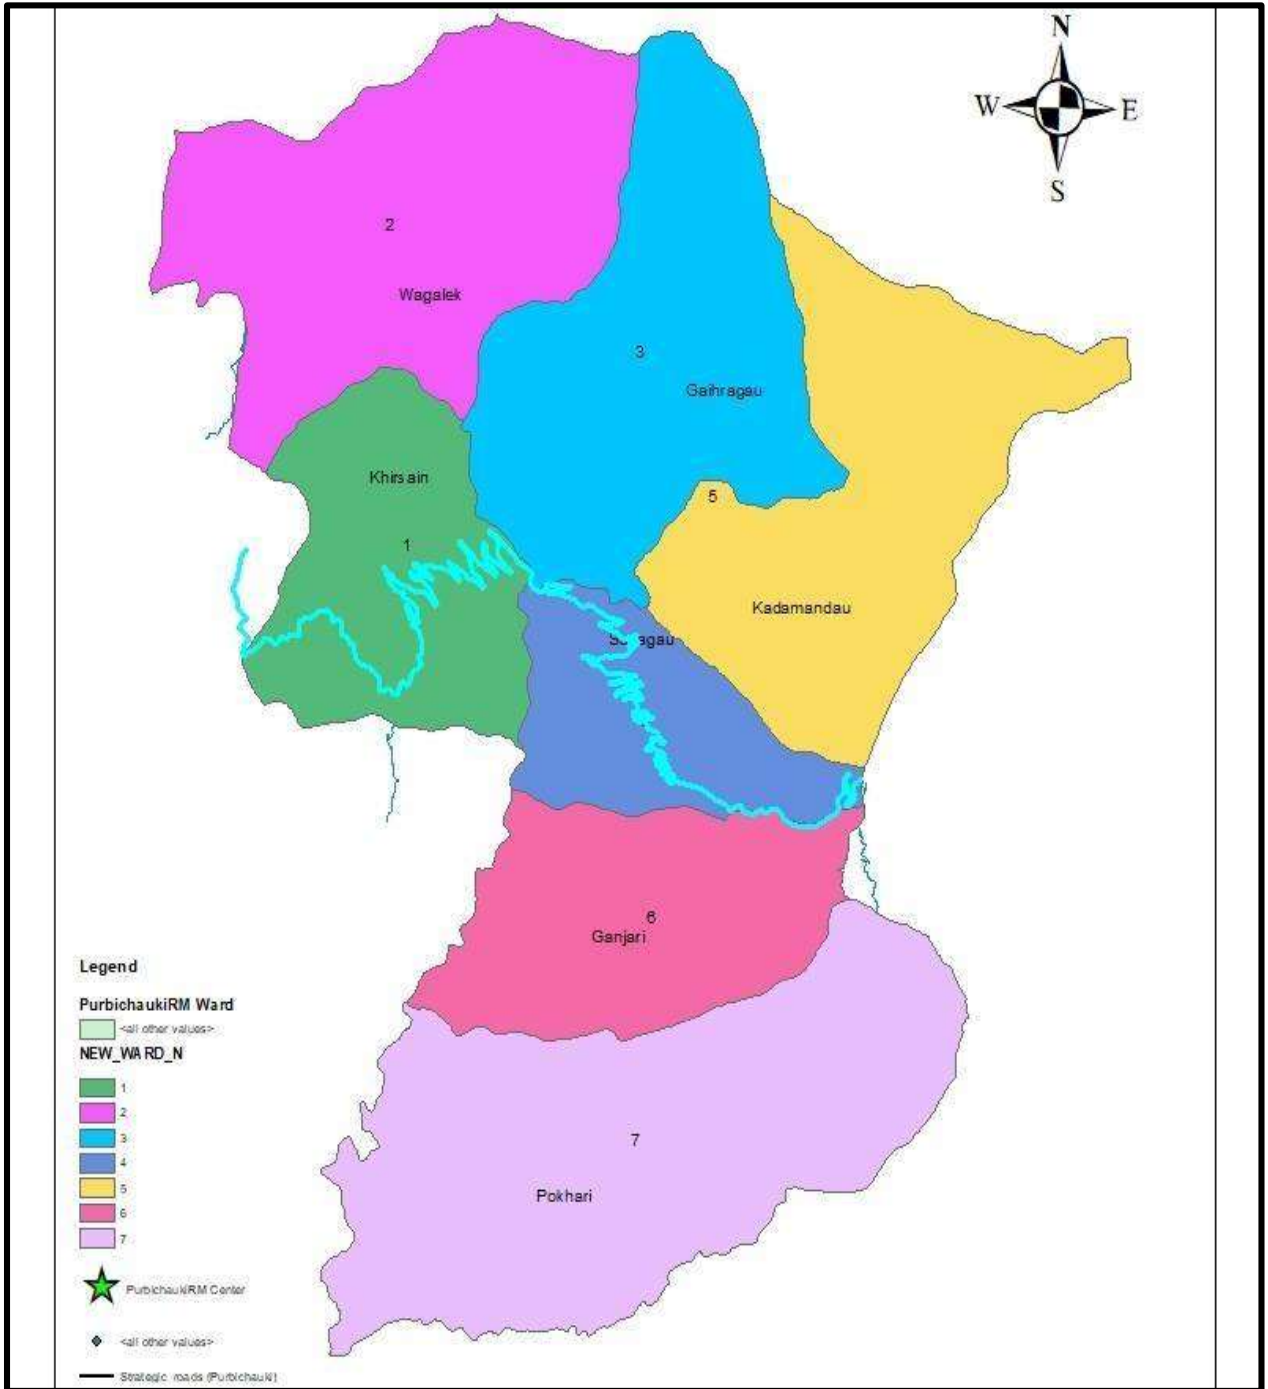 N
W E
S
2
Wagalek
3
Gaihragau
Khirsain
5
1
Kadamandau
6
Ganjari
7
Pokhari
Legend
PurbichaukiRM Ward
<all other values>
NEW_WARD_N
1
2
3
4
5
6
7
PurbichaukiRM Center
<all other values>
Strategic roads (Purbichauki)